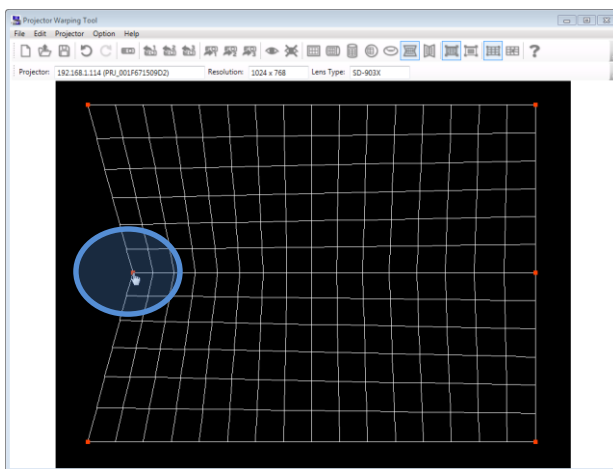 Projector Warping Tool
File Edit Projector Option Help
Projector: 192.168.1.114 (PRJ_001F671509D2) Resolution: 1024 x 768 Lens Type: SD-903X